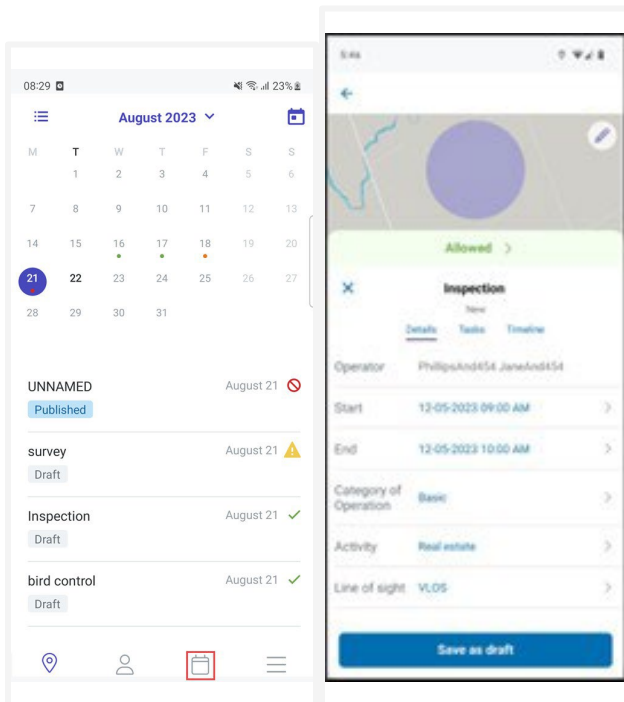 08:29
23%
August 2023
M T W T F S S
1 2 3 4 5 6
7 8 9 10 11 12 13
14 15 16 17 18 19 20
21 22 23 24 25 26 27
28 29 30 31
UNNAMED August 21
Published
survey August 21
Draft
Inspection August 21
Draft
bird control August 21
Draft
Allowed
Inspection
New
Details Tasks Timeline
Operator PhillipsAnd454 JaneAnd454
Start 12-05-2023 09:00 AM
End 12-05-2023 10:00 AM
Category of
Operation Basic
Activity Real estate
Line of sight VLOS
Save as draft